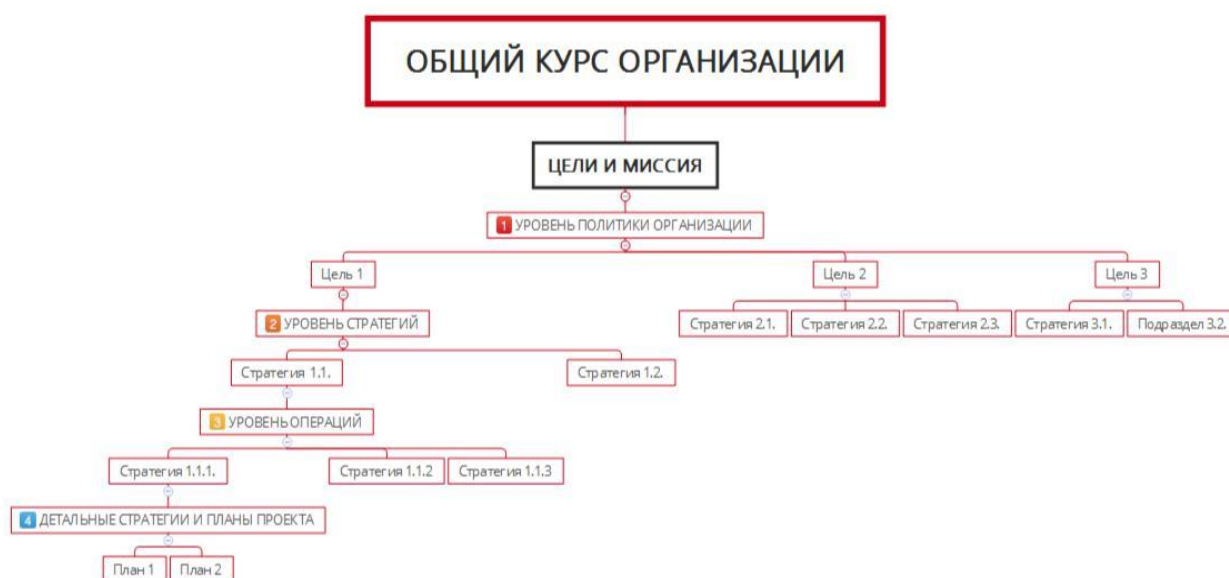 ОБЩИЙ КУРС ОРГАНИЗАЦИИ
ЦЕЛИ И МИССИЯ
1 УРОВЕНЬ ПОЛИТИКИ ОРГАНИЗАЦИИ
Цель 1
Цель 2
Цель 3
2 УРОВЕНЬ СТРАТЕГИЙ
Стратегия 2.1.
Стратегия 2.2.
Стратегия 2.3.
Стратегия 3.1.
Подраздел 3.2.
Стратегия 1.1.
Стратегия 1.2.
3 УРОВЕНЬ ОПЕРАЦИЙ
Стратегия 1.1.1.
Стратегия 1.1.2
Стратегия 1.1.3
4 ДЕТАЛЬНЫЕ СТРАТЕГИИ И ПЛАНЫ ПРОЕКТА
План 1
План 2